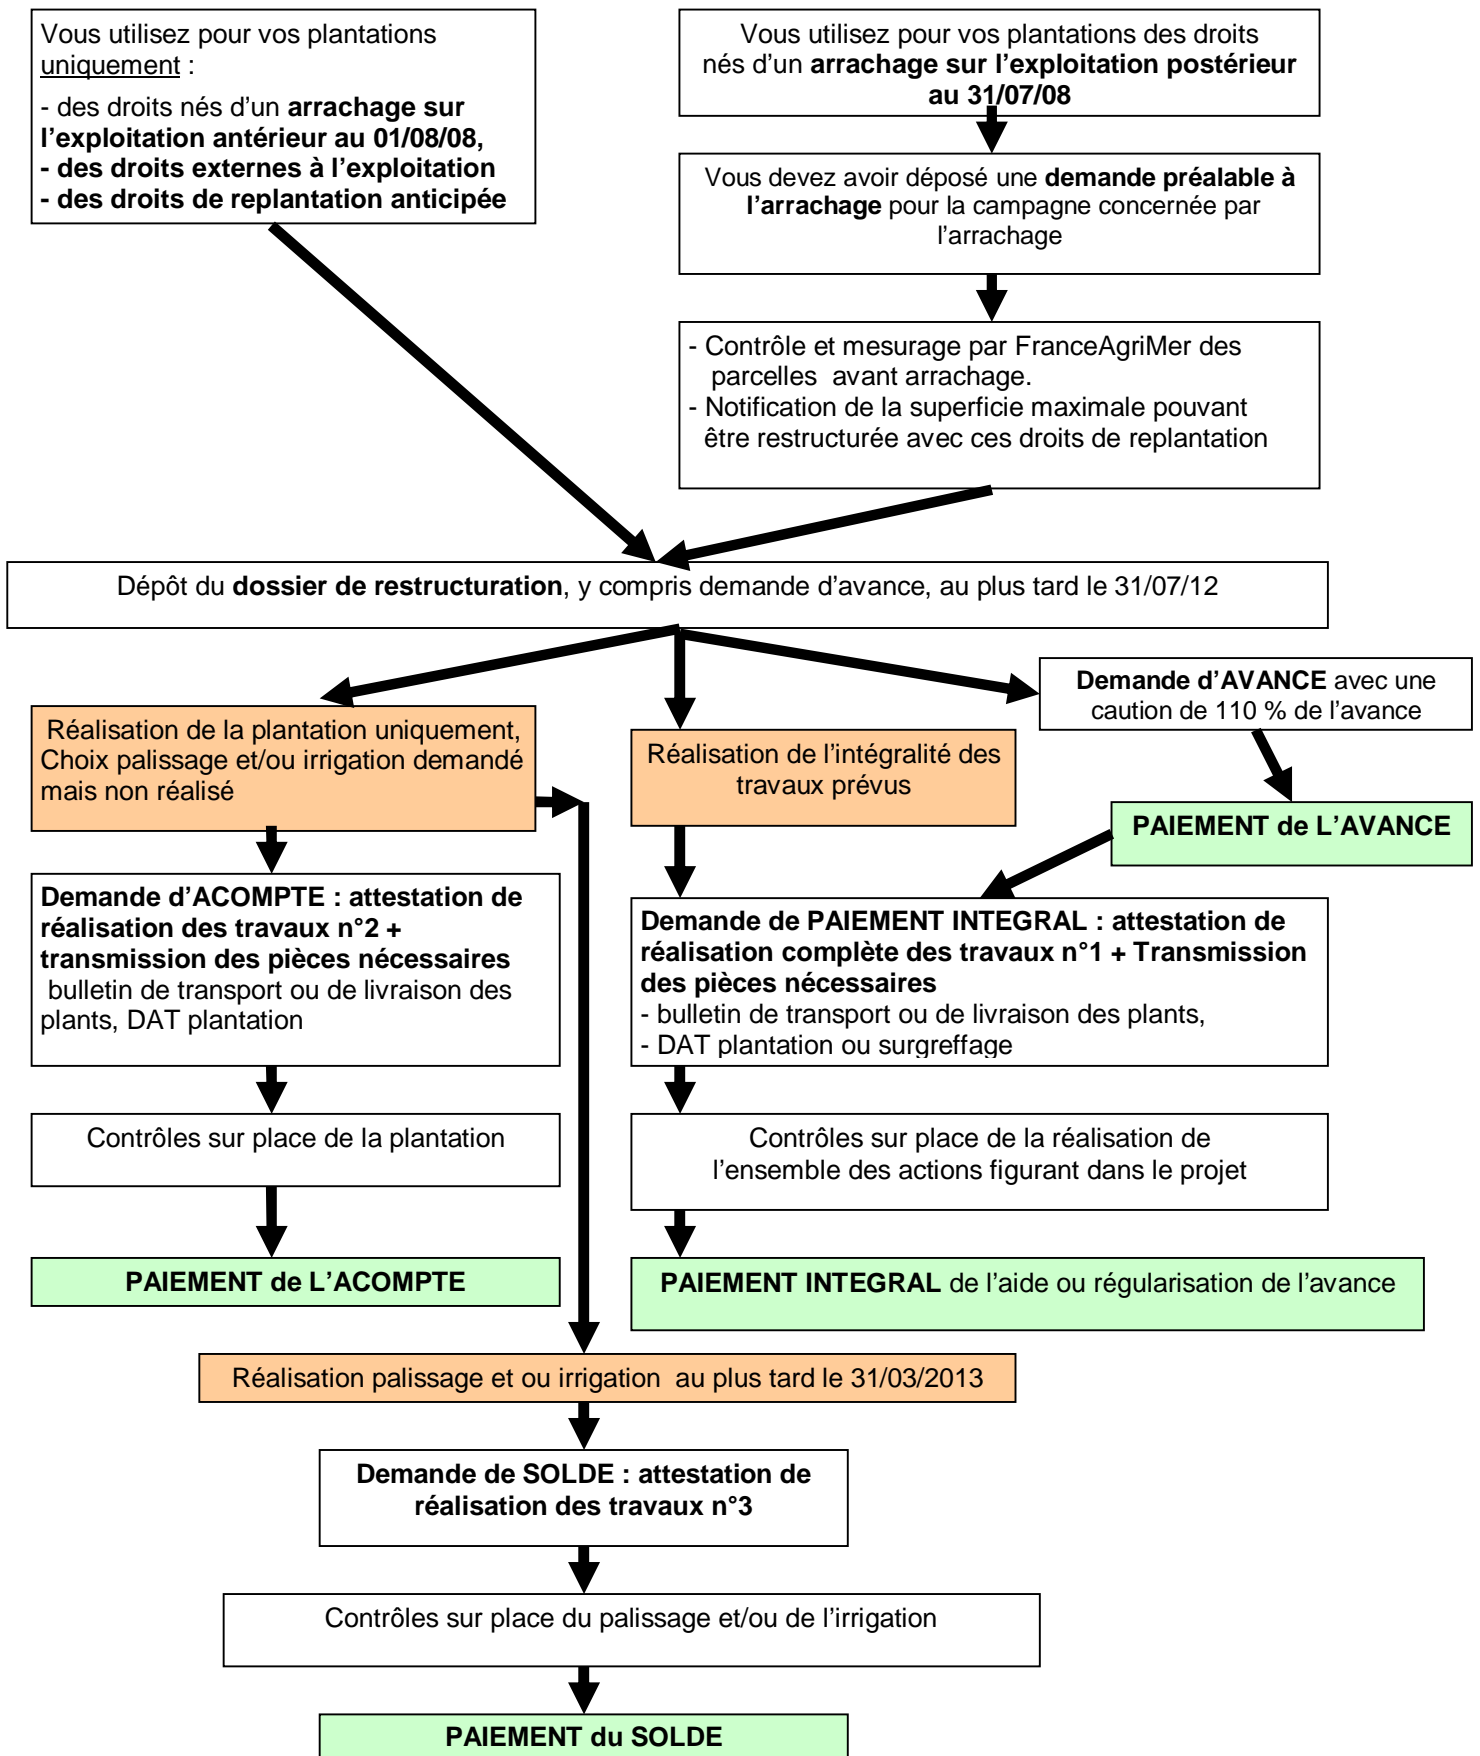 Vous utilisez pour vos plantations
uniquement :
- des droits nés d’un arrachage sur
l’exploitation antérieur au 01/08/08,
- des droits externes à l’exploitation
- des droits de replantation anticipée
Vous utilisez pour vos plantations des droits
nés d’un arrachage sur l’exploitation postérieur
au 31/07/08
Vous devez avoir déposé une demande préalable à
l’arrachage pour la campagne concernée par
l’arrachage
- Contrôle et mesurage par FranceAgriMer des
parcelles avant arrachage.
- Notification de la superficie maximale pouvant
être restructurée avec ces droits de replantation
Dépôt du dossier de restructuration, y compris demande d’avance, au plus tard le 31/07/12
Demande d’AVANCE avec une
caution de 110 % de l’avance
Réalisation de la plantation uniquement,
Choix palissage et/ou irrigation demandé
mais non réalisé
Réalisation de l’intégralité des
travaux prévus
PAIEMENT de L’AVANCE
Demande d’ACOMPTE : attestation de
réalisation des travaux n°2 +
transmission des pièces nécessaires
bulletin de transport ou de livraison des
plants, DAT plantation
Demande de PAIEMENT INTEGRAL : attestation de
réalisation complète des travaux n°1 + Transmission
des pièces nécessaires
- bulletin de transport ou de livraison des plants,
- DAT plantation ou surgreffage
Contrôles sur place de la plantation
Contrôles sur place de la réalisation de
l’ensemble des actions figurant dans le projet
PAIEMENT de L’ACOMPTE
PAIEMENT INTEGRAL de l’aide ou régularisation de l’avance
Réalisation palissage et ou irrigation au plus tard le 31/03/2013
Demande de SOLDE : attestation de
réalisation des travaux n°3
Contrôles sur place du palissage et/ou de l’irrigation
PAIEMENT du SOLDE